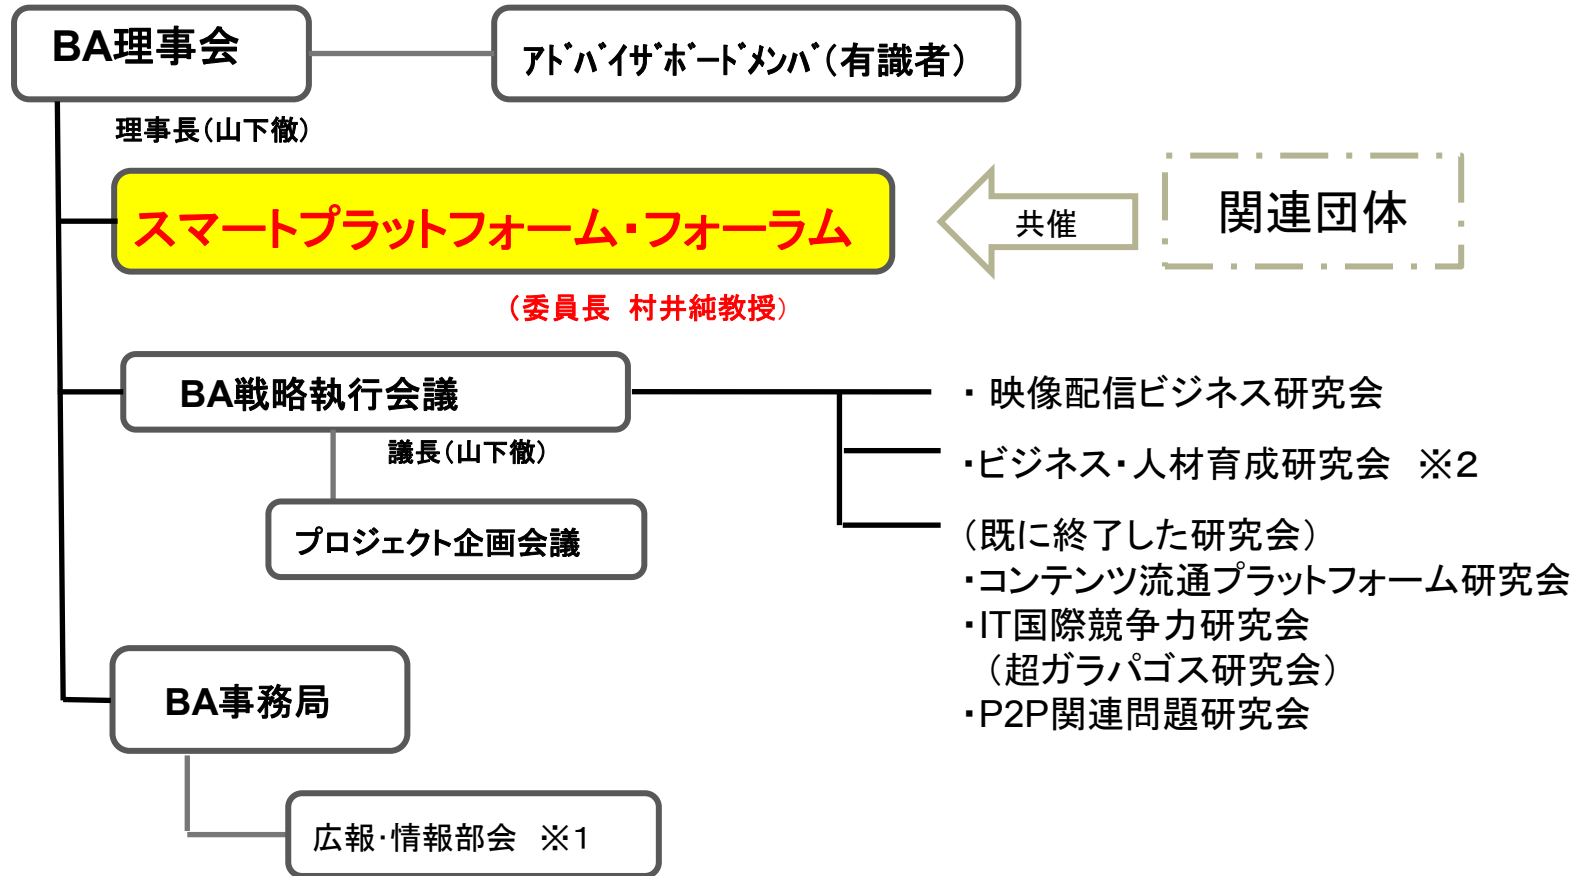 BA理事会
ｱﾄﾞﾊﾞｲｻﾞﾎﾞｰﾄﾞﾒﾝﾊﾞ(有識者)
理事長(山下徹)
スマートプラットフォーム・フォーラム
共催
関連団体
(委員長　村井純教授)
BA戦略執行会議
・ 映像配信ビジネス研究会
議長(山下徹)
・ビジネス・人材育成研究会　※2
プロジェクト企画会議
(既に終了した研究会)
・コンテンツ流通プラットフォーム研究会
・IT国際競争力研究会
(超ガラパゴス研究会)
・P2P関連問題研究会
BA事務局
広報・情報部会　※1